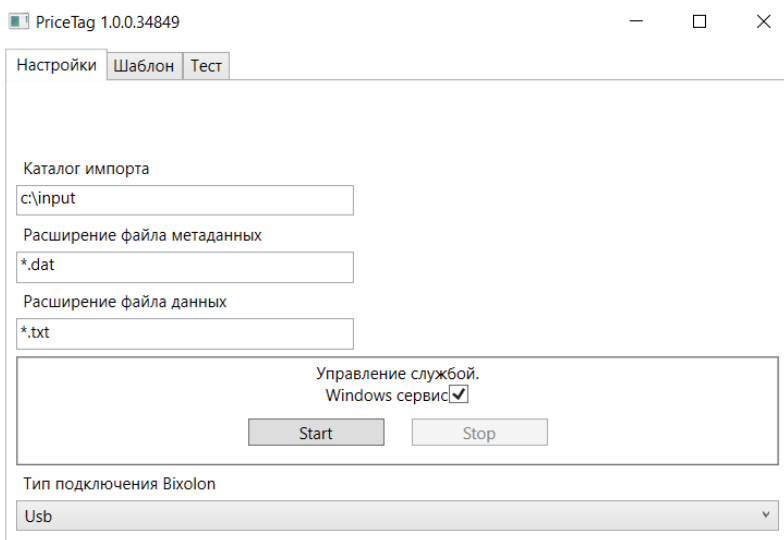 PriceTag 1.0.0.34849
Настройки Шаблон Тест
Каталог импорта
c:\input
Расширение файла метаданных
*.dat
Расширение файла данных
*.txt
Управление службой.
Windows сервис
Start Stop
Тип подключения Bixolon
Usb